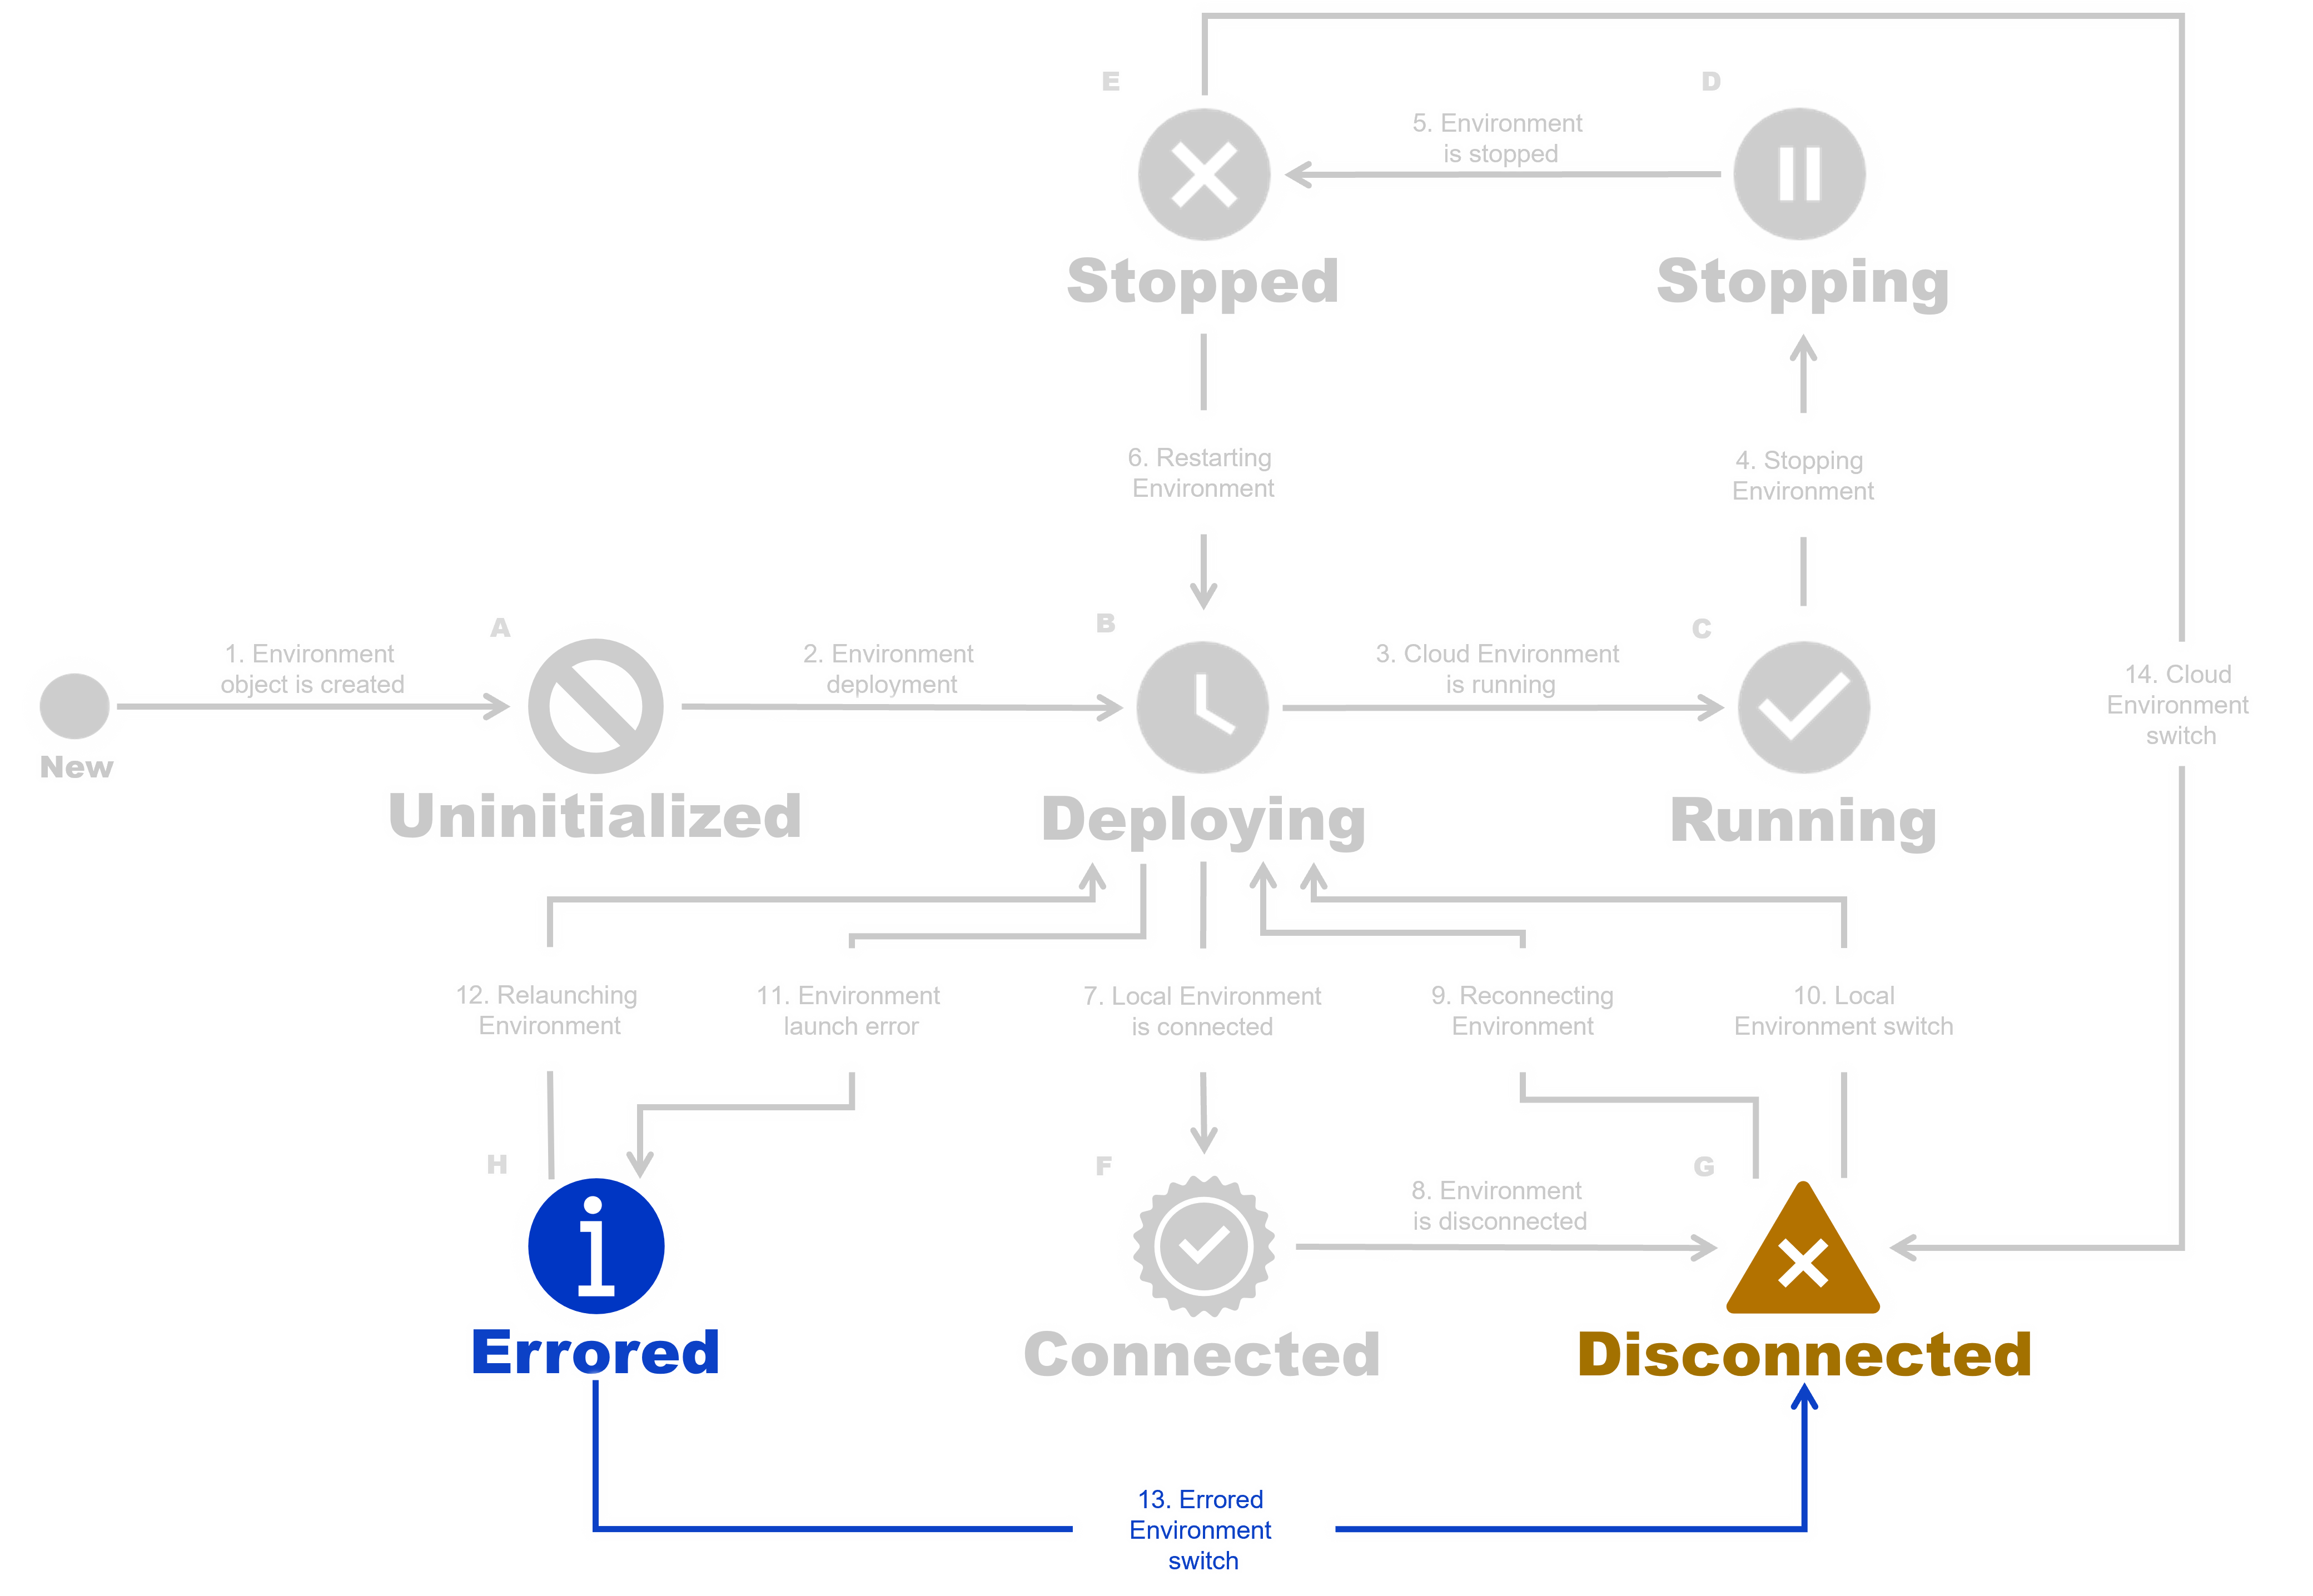 E
D
5. Environment
is stopped
Stopped
Stopping
6. Restarting
Environment
4. Stopping
Environment
A
B
C
1. Environment
object is created
2. Environment
deployment
3. Cloud Environment
is running
14. Cloud
Environment
switch
New
Uninitialized
Deploying
Running
12. Relaunching
Environment
11. Environment
launch error
7. Local Environment
is connected
9. Reconnecting
Environment
10. Local
Environment switch
H
F
G
8. Environment
is disconnected
Errored
Connected
Disconnected
13. Errored
Environment
switch